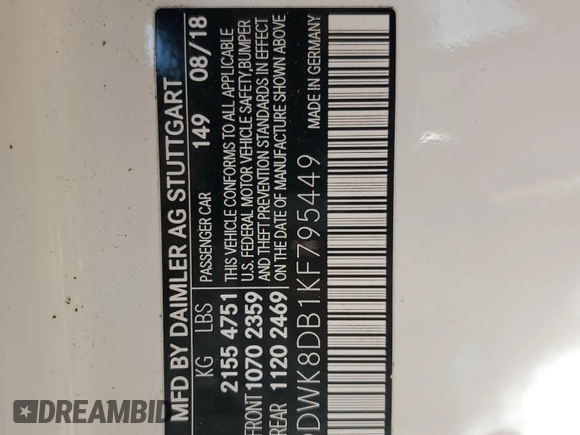 MFD BY DAIMLER AG STUTTGART
KG LBS PASSENGER CAR 149 08/18
2155 4751 THIS VEHICLE CONFORMS TO ALL APPLICABLE
U.S. FEDERAL MOTOR VEHICLE SAFETY, BUMPER
FRONT 1070 2359 AND THEFT PREVENTION STANDARDS IN EFFECT
REAR 1120 2469 ON THE DATE OF MANUFACTURE SHOWN ABOVE
DWK8DB1KF795449 MADE IN GERMANY
DREAMBID